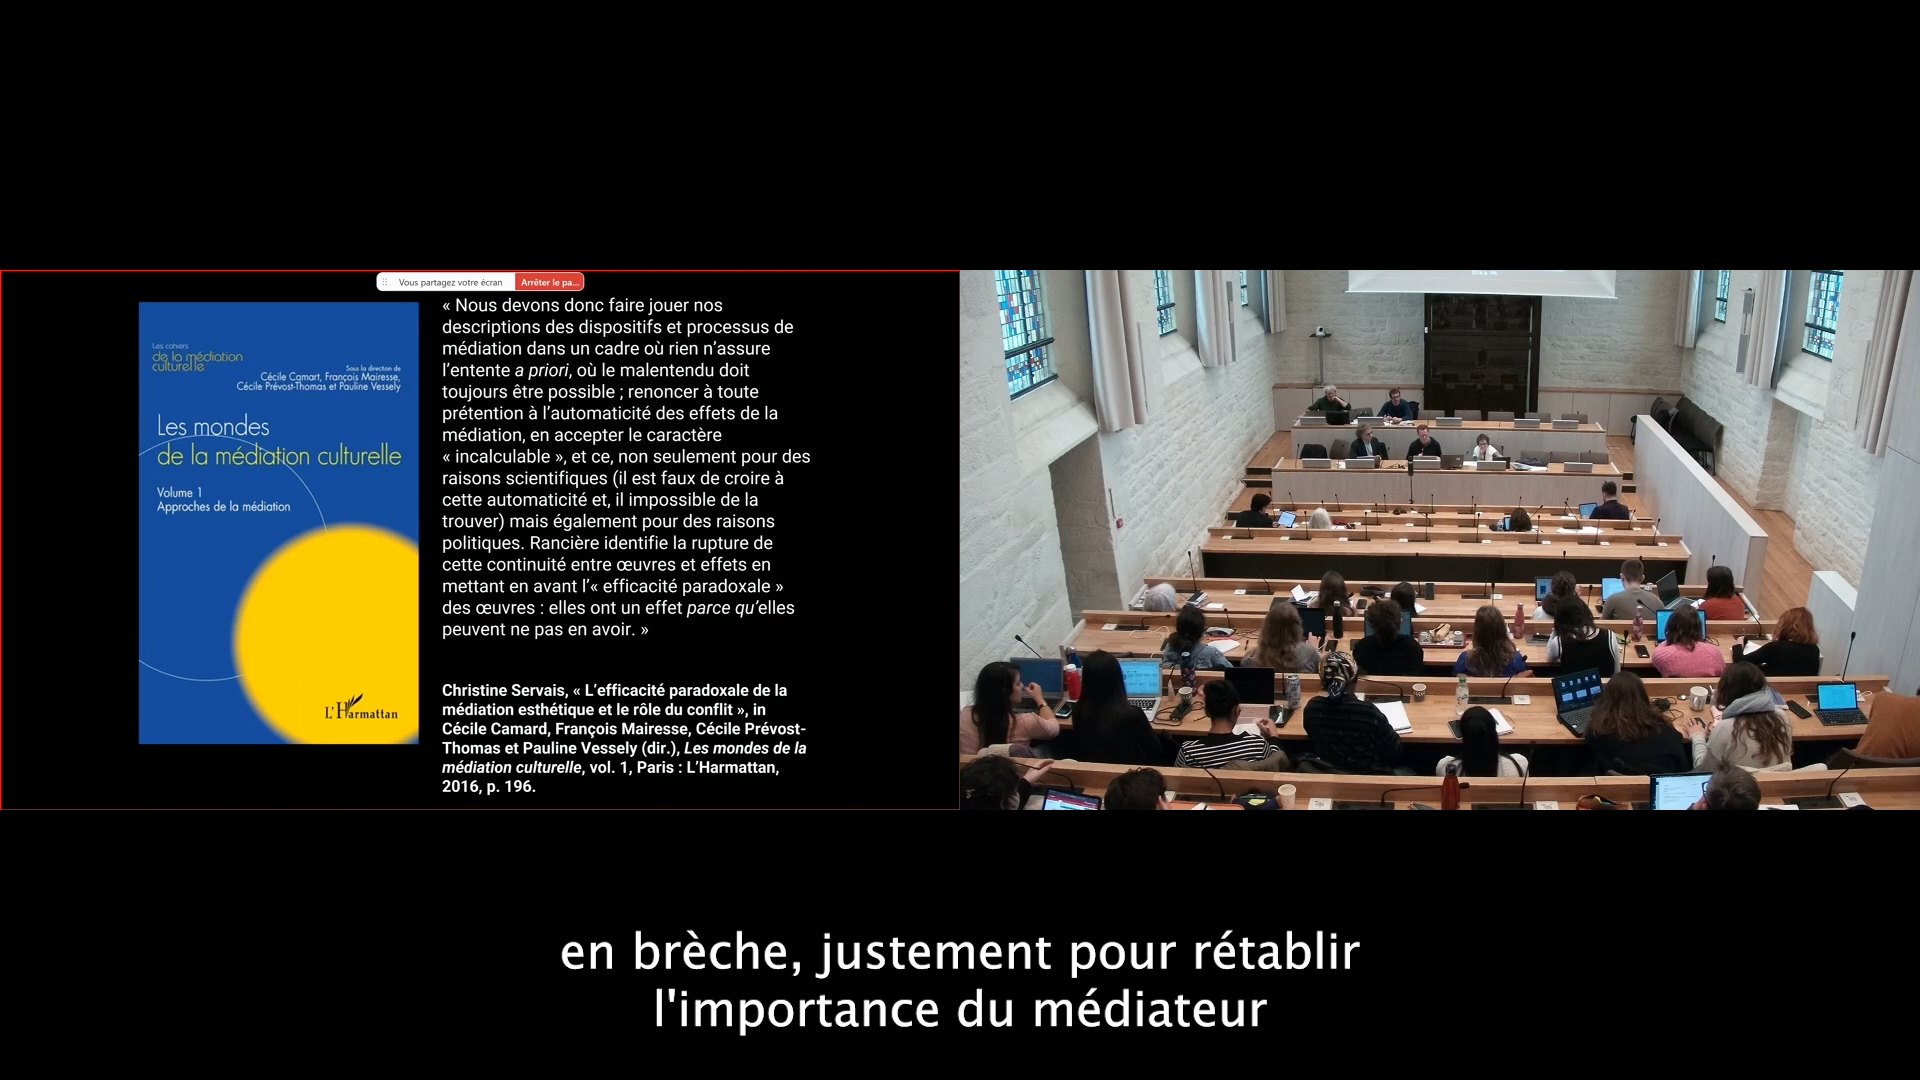 Vous partagez votre écran
Arrêter le pa...
Les cahiers
de la médiation
culturelle
Sous la direction de
Cécile Camart, François Mairesse,
Cécile Prévost-Thomas et Pauline Vessely
Les mondes
de la médiation culturelle
Volume 1
Approches de la médiation
L'Harmattan
« Nous devons donc faire jouer nos
descriptions des dispositifs et processus de
médiation dans un cadre où rien n’assure
l’entente a priori, où le malentendu doit
toujours être possible ; renoncer à toute
prétention à l’automaticité des effets de la
médiation, en accepter le caractère
« incalculable », et ce, non seulement pour des
raisons scientifiques (il est faux de croire à
cette automaticité et, il impossible de la
trouver) mais également pour des raisons
politiques. Rancière identifie la rupture de
cette continuité entre œuvres et effets en
mettant en avant l’« efficacité paradoxale »
des œuvres : elles ont un effet parce qu’elles
peuvent ne pas en avoir. »
Christine Servais, « L’efficacité paradoxale de la
médiation esthétique et le rôle du conflit », in
Cécile Camard, François Mairesse, Cécile Prévost-
Thomas et Pauline Vessely (dir.), Les mondes de la
médiation culturelle, vol. 1, Paris : L’Harmattan,
2016, p. 196.
en brèche, justement pour rétablir
l'importance du médiateur